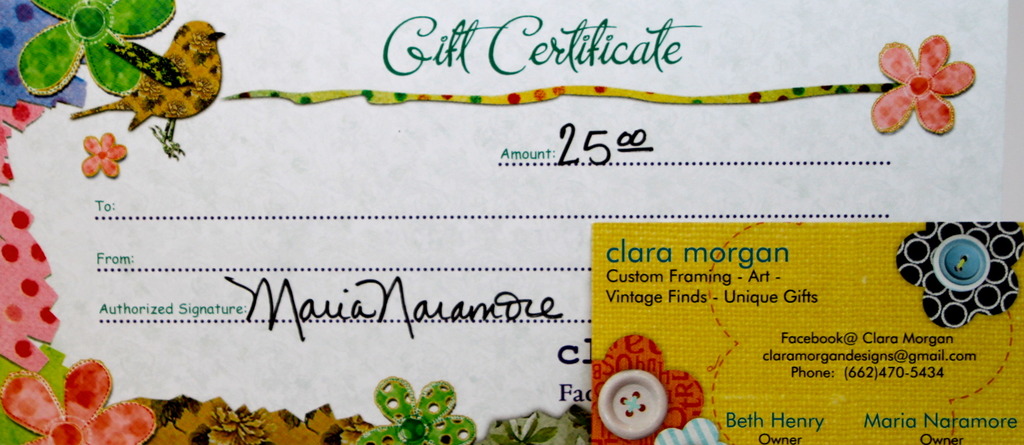 Gift Certificate
Amount: 25 00
To:
From:
Authorized Signature: Maria Naramore
clara morgan
Custom Framing - Art -
Vintage Finds - Unique Gifts
Facebook@ Clara Morgan
claramorgandesigns@gmail.com
Phone: (662)470-5434
Beth Henry
Owner
Maria Naramore
Owner